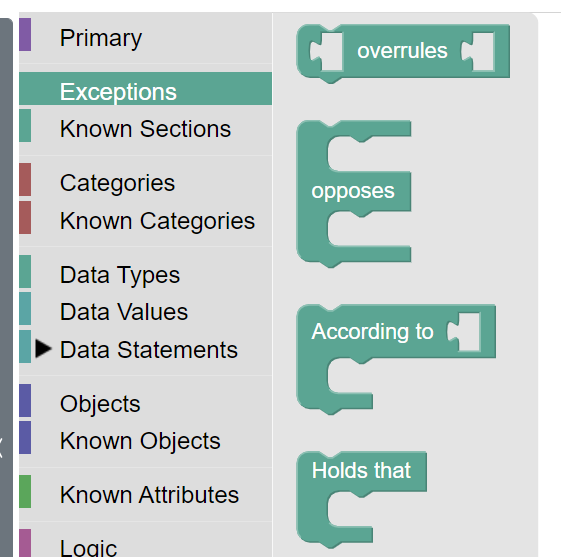 Primary
Exceptions
Known Sections
Categories
Known Categories
Data Types
Data Values
Data Statements
Objects
Known Objects
Known Attributes
Logic
overrules
opposes
According to
Holds that